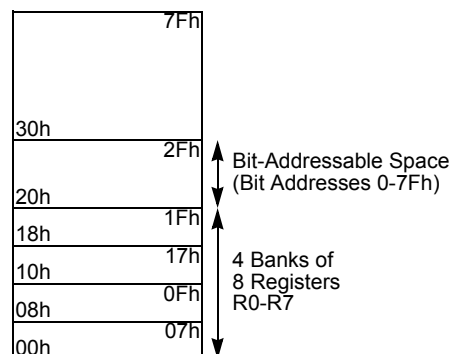 7Fh
30h
2Fh
Bit-Addressable Space
(Bit Addresses 0-7Fh)
20h
1Fh
18h
17h
4 Banks of
8 Registers
R0-R7
10h
0Fh
08h
07h
00h